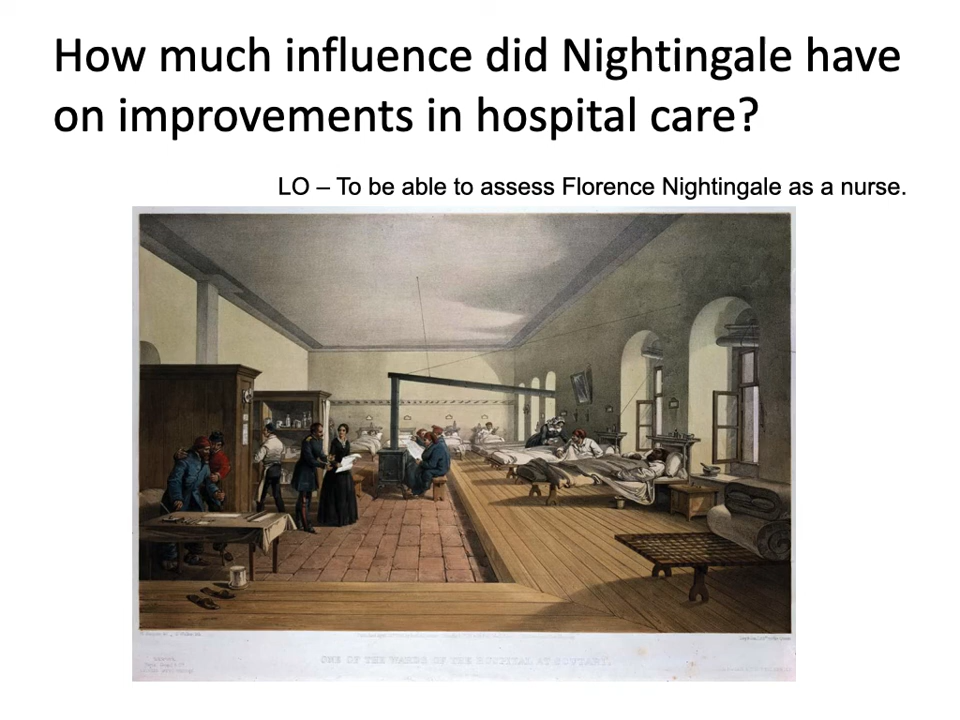 How much influence did Nightingale have
on improvements in hospital care?
LO – To be able to assess Florence Nightingale as a nurse.
ONE OF THE WARDS OF THE HOSPITAL AT SCUTARI.